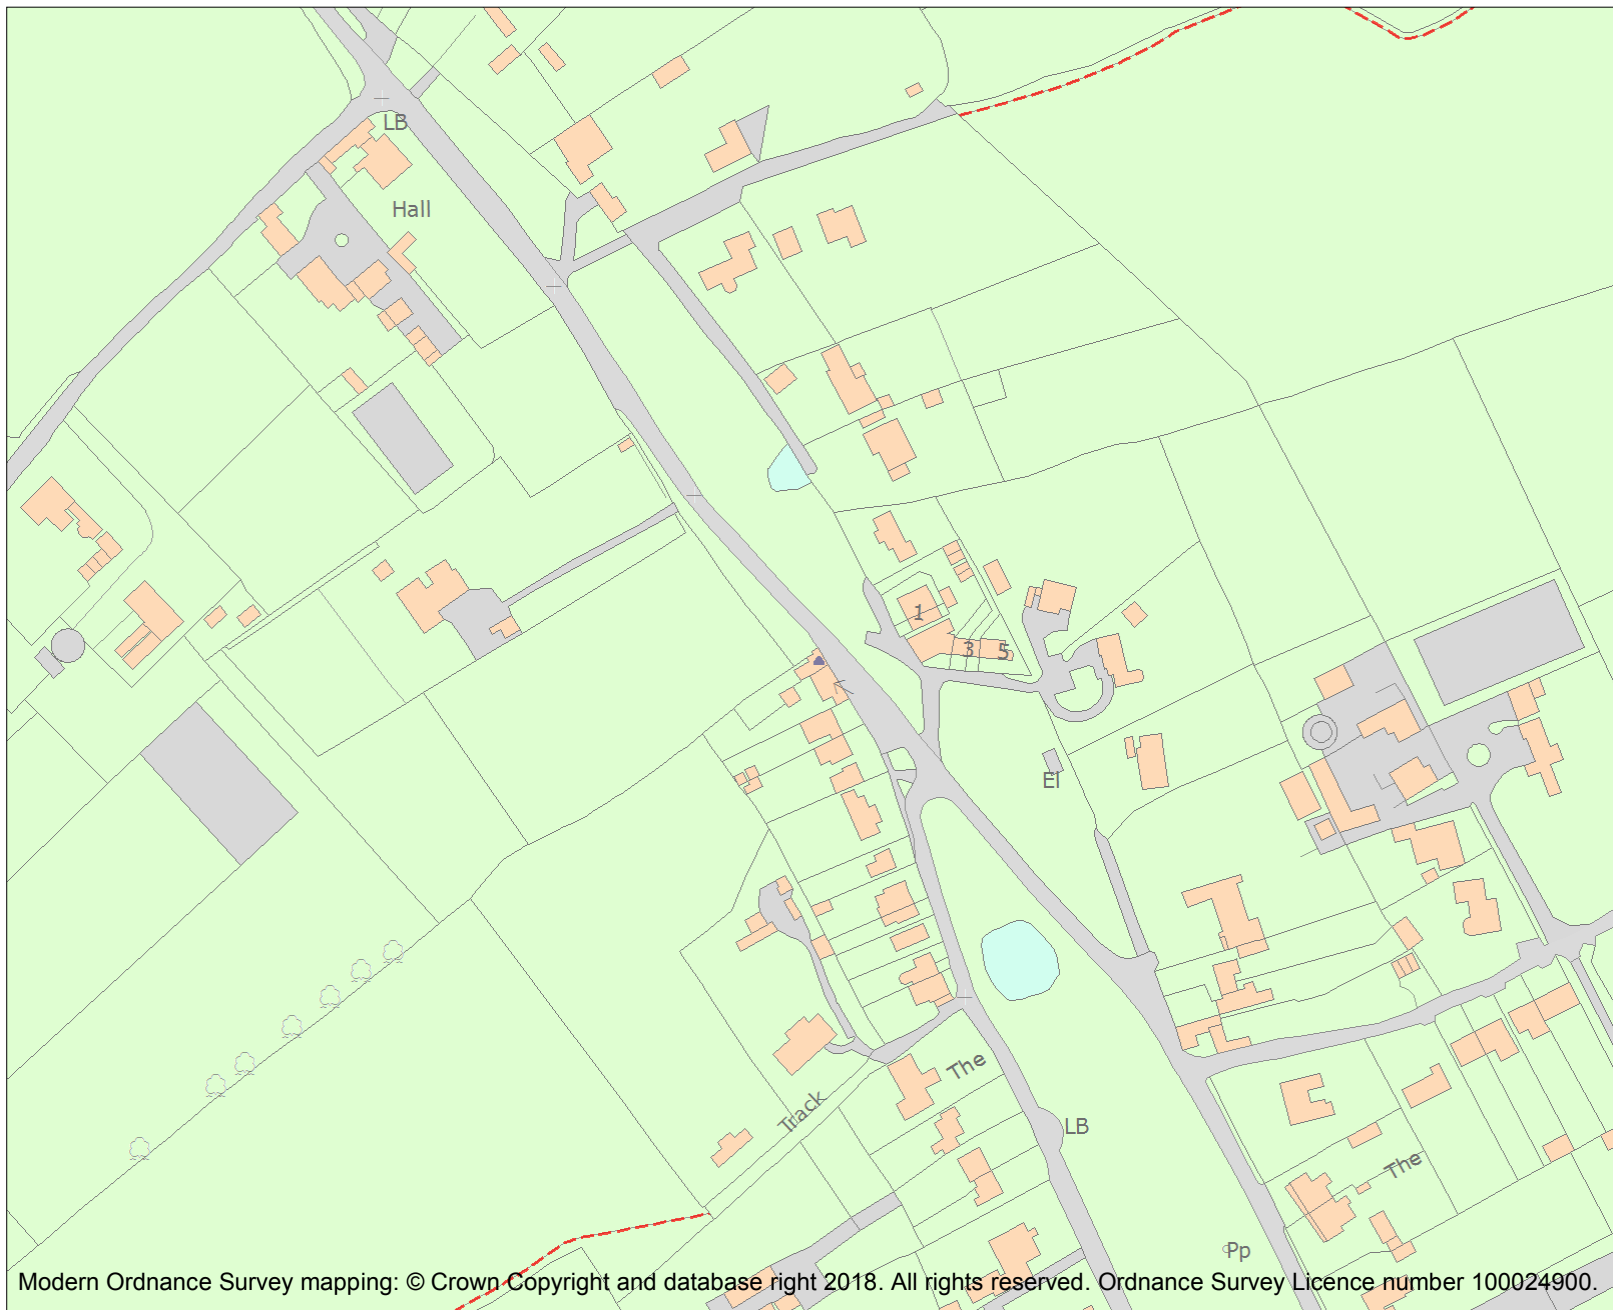 LB
Hall
1
3
5
El
The
Track
LB
The
Pp
Modern Ordnance Survey mapping: © Crown Copyright and database right 2018. All rights reserved. Ordnance Survey Licence number 100024900.